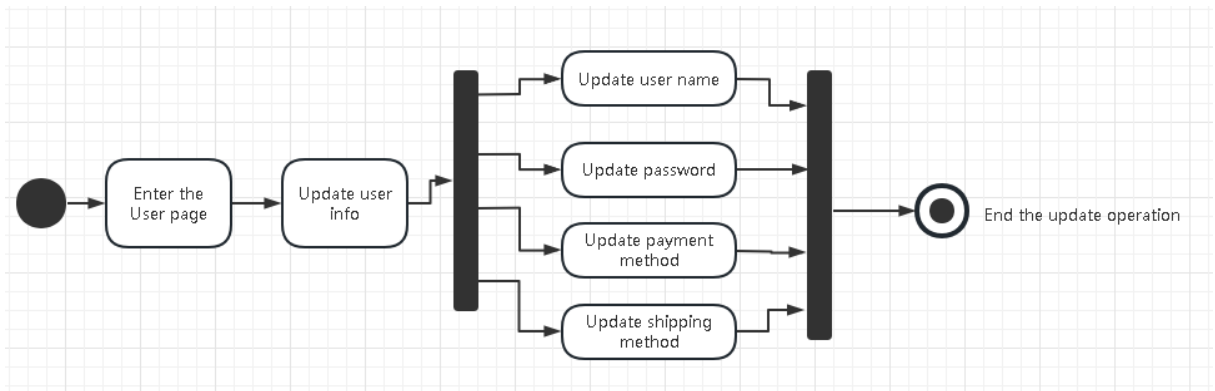 Enter the
User page
Update user
info
Update user name
Update password
Update payment
method
Update shipping
method
End the update operation